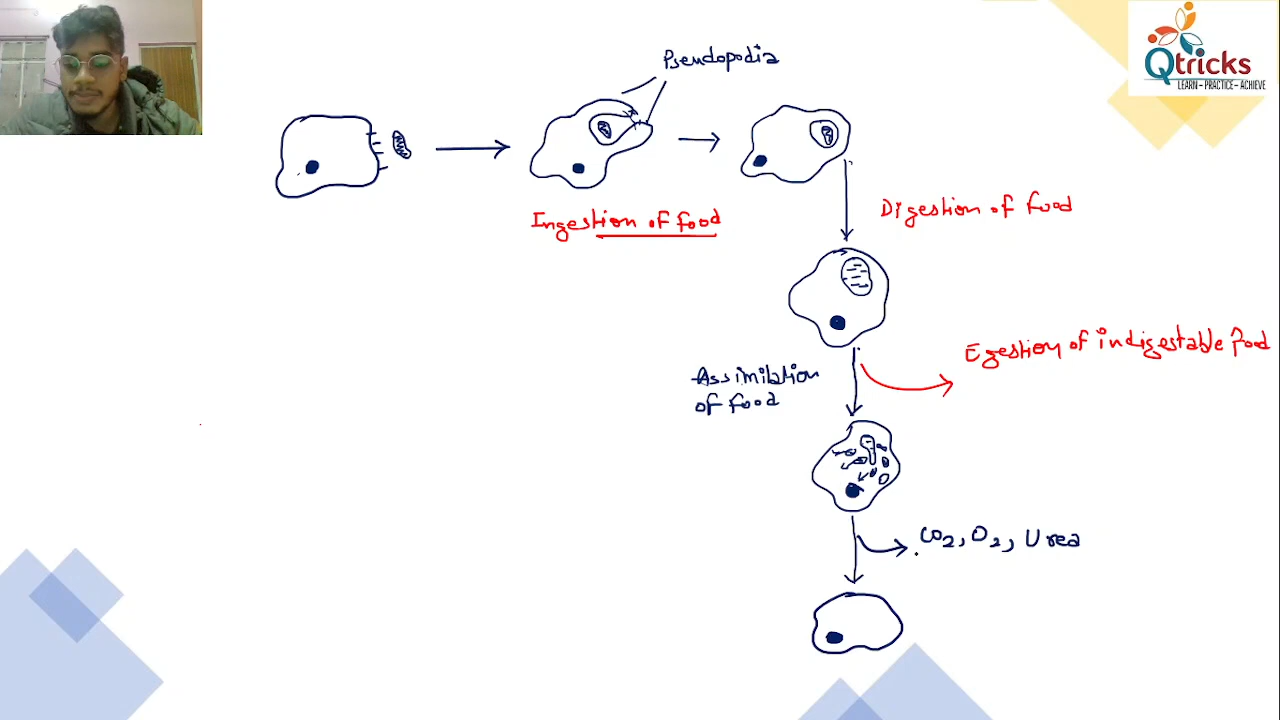 Pseudopodia
Qtricks
LEARN – PRACTICE – ACHIEVE
Ingestion of food
Digestion of food
Egestion of indigestable food
Assimilation
of food
CO2, O2, Urea